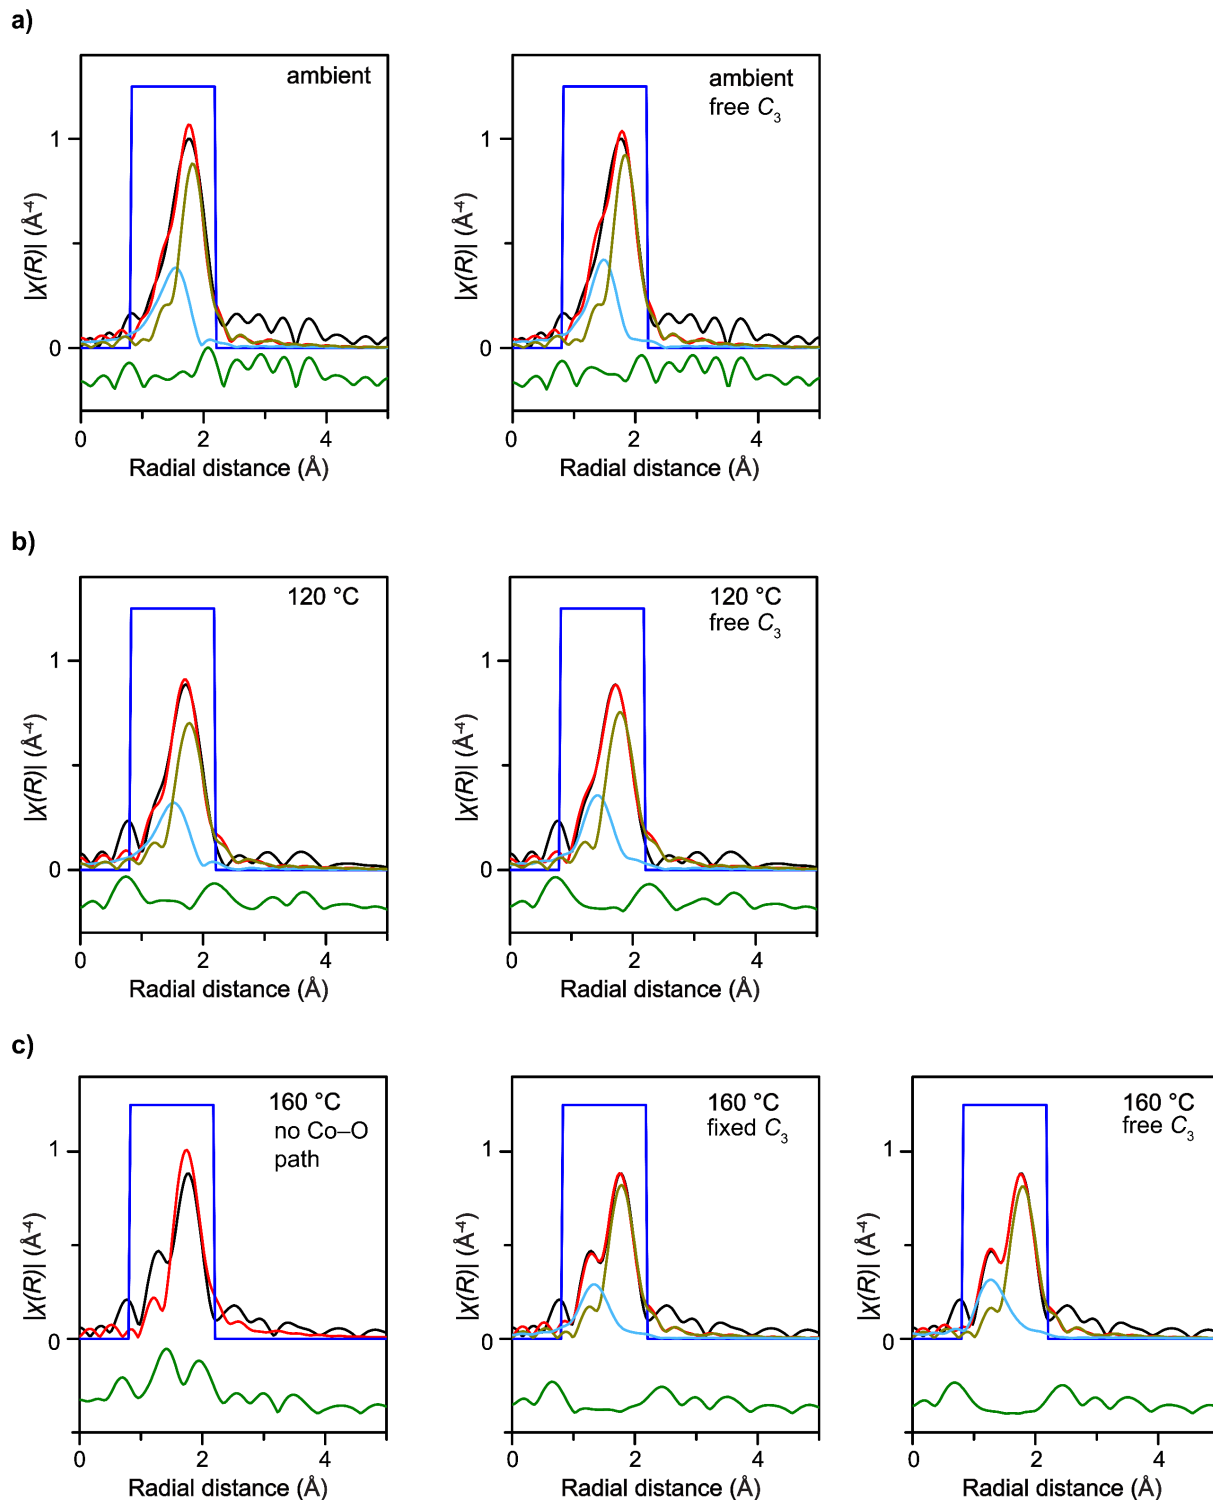 a)
ambient
1
0
|χ(R)| (Å⁻⁴)
0 2 4
Radial distance (Å)
ambient
free C₃
1
0
|χ(R)| (Å⁻⁴)
0 2 4
Radial distance (Å)
b)
120 °C
1
0
|χ(R)| (Å⁻⁴)
0 2 4
Radial distance (Å)
120 °C
free C₃
1
0
|χ(R)| (Å⁻⁴)
0 2 4
Radial distance (Å)
c)
160 °C
no Co–O
path
1
0
|χ(R)| (Å⁻⁴)
0 2 4
Radial distance (Å)
160 °C
fixed C₃
1
0
|χ(R)| (Å⁻⁴)
0 2 4
Radial distance (Å)
160 °C
free C₃
1
0
|χ(R)| (Å⁻⁴)
0 2 4
Radial distance (Å)